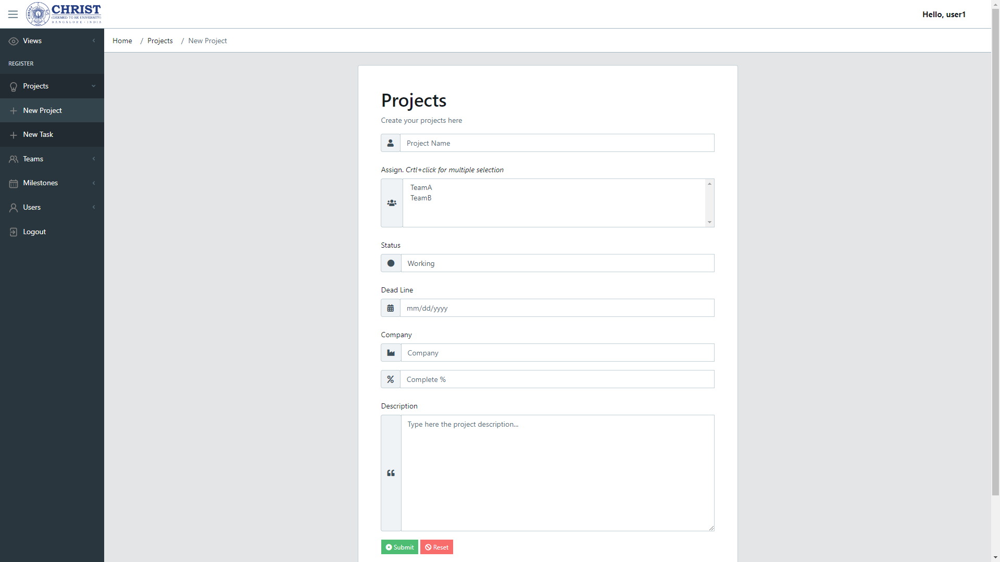 CHRIST
(DEEMED TO BE UNIVERSITY)
BANGALORE · INDIA
Hello, user1
Views
REGISTER
Projects
New Project
New Task
Teams
Milestones
Users
Logout
Home / Projects / New Project
Projects
Create your projects here
Project Name
Assign. Crtl+click for multiple selection
TeamA
TeamB
Status
Working
Dead Line
mm/dd/yyyy
Company
Company
Complete %
Description
Type here the project description...
Submit Reset